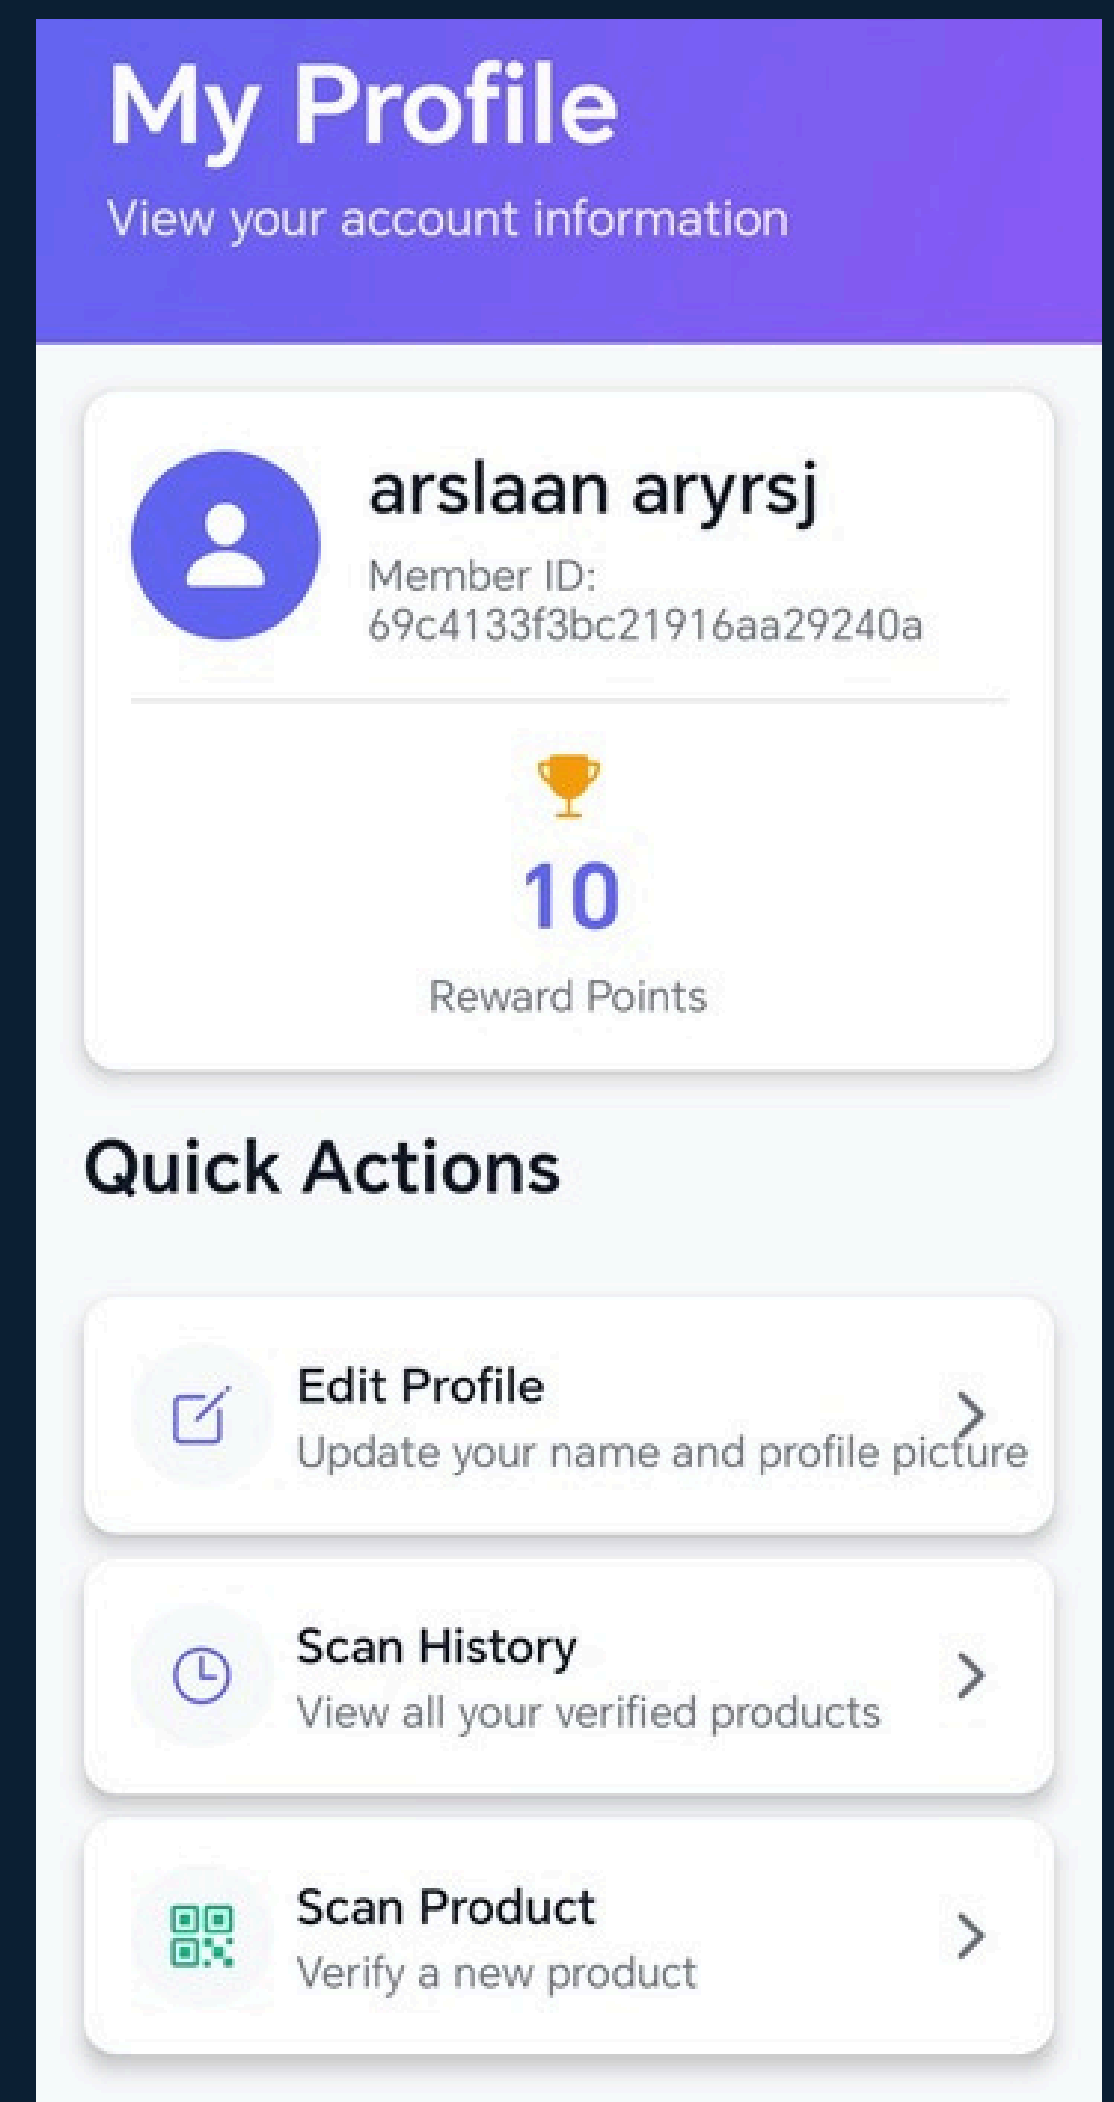 My Profile
View your account information
arslaan aryrsj
Member ID:
69c4133f3bc21916aa29240a
10
Reward Points
Quick Actions
Edit Profile
Update your name and profile picture
Scan History
View all your verified products
Scan Product
Verify a new product